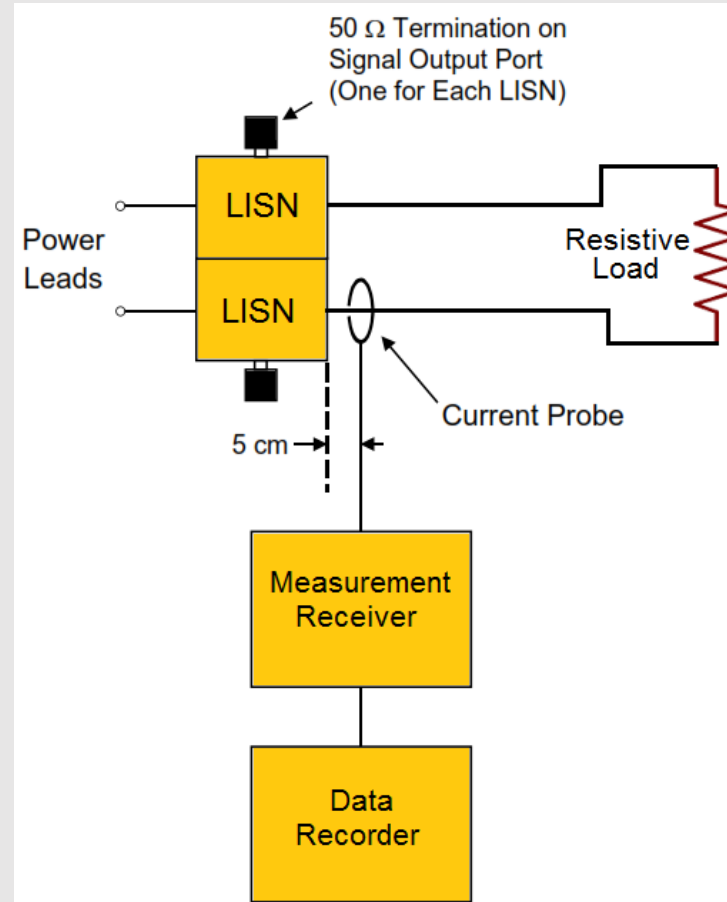 50 Ω Termination on
Signal Output Port
(One for Each LISN)
LISN
Power
Leads
Resistive
Load
LISN
Current Probe
5 cm
Measurement
Receiver
Data
Recorder